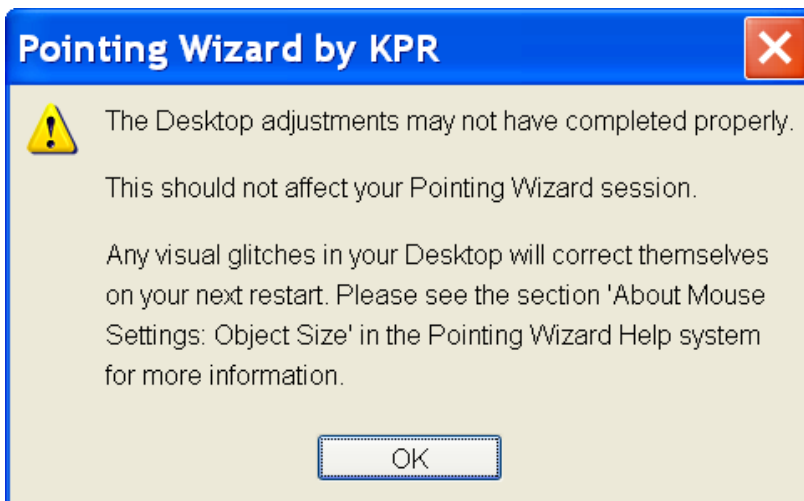 Pointing Wizard by KPR
The Desktop adjustments may not have completed properly.
This should not affect your Pointing Wizard session.
Any visual glitches in your Desktop will correct themselves
on your next restart. Please see the section 'About Mouse
Settings: Object Size' in the Pointing Wizard Help system
for more information.
OK